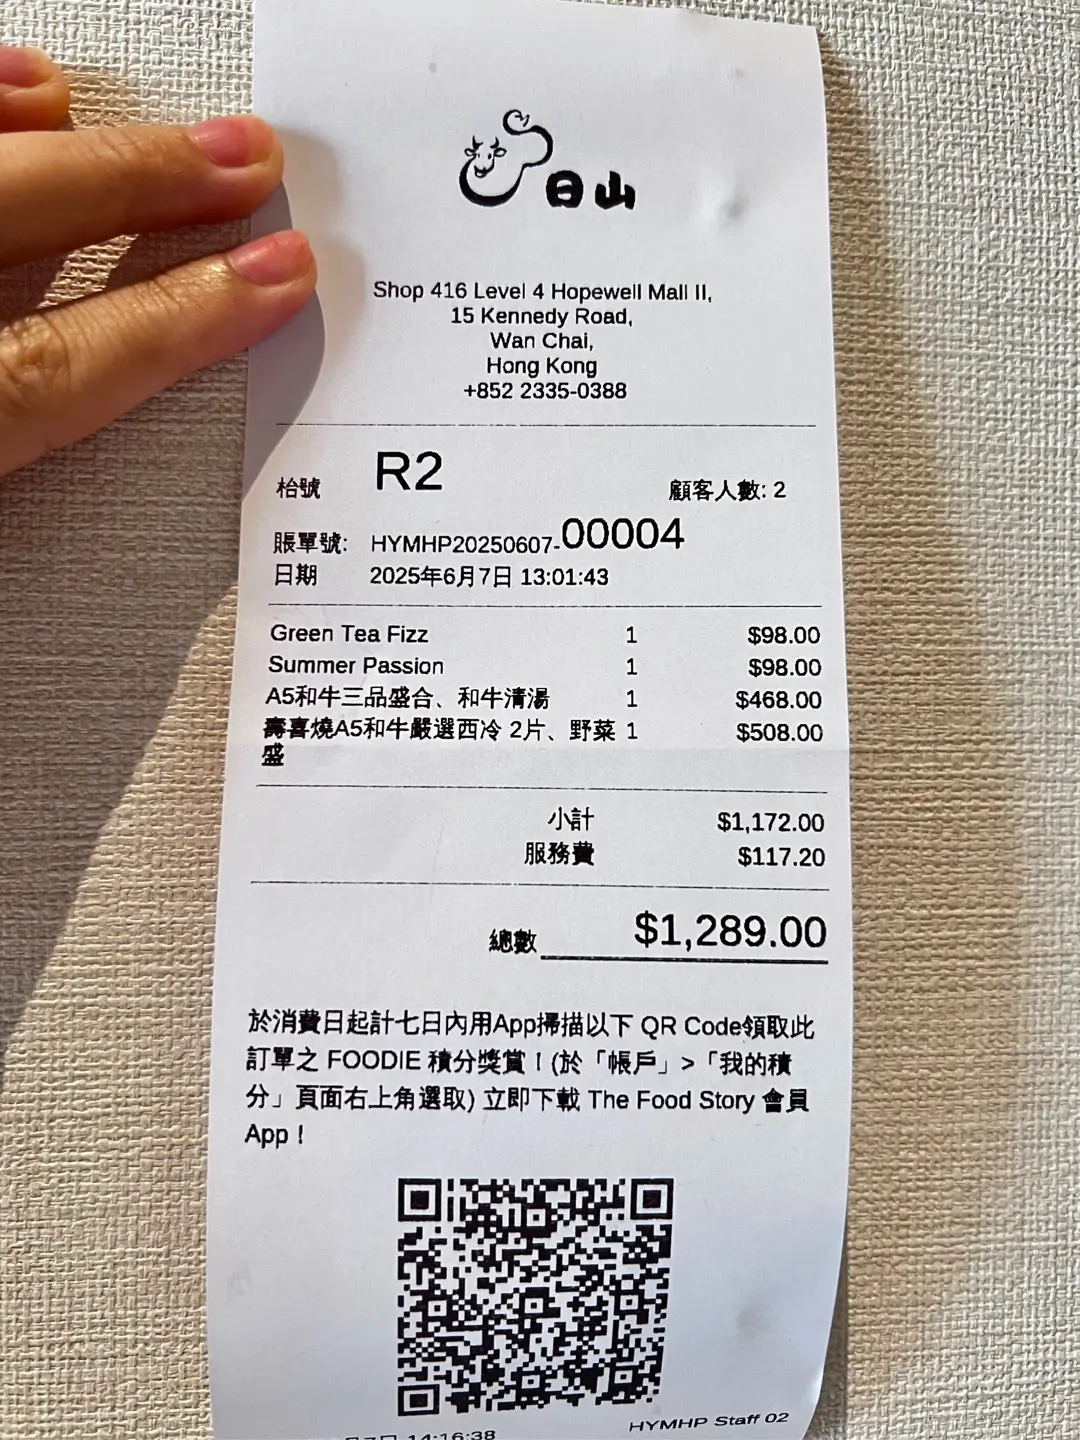 日山
Shop 416 Level 4 Hopewell Mall II,
15 Kennedy Road,
Wan Chai,
Hong Kong
+852 2335-0388
枱號 R2 顧客人數: 2
賬單號: HYMHP20250607-00004
日期 2025年6月7日 13:01:43
Green Tea Fizz 1 $98.00
Summer Passion 1 $98.00
A5和牛三品盛合、和牛清湯 1 $468.00
壽喜燒A5和牛嚴選西冷 2片、野菜 1 $508.00
盛
小計 $1,172.00
服務費 $117.20
總數 $1,289.00
於消費日起計七日內用App掃描以下 QR Code領取此
訂單之 FOODIE 積分獎賞！(於「帳戶」>「我的積
分」頁面右上角選取) 立即下載 The Food Story 會員
App！
HYMHP Staff 02
14:16:38